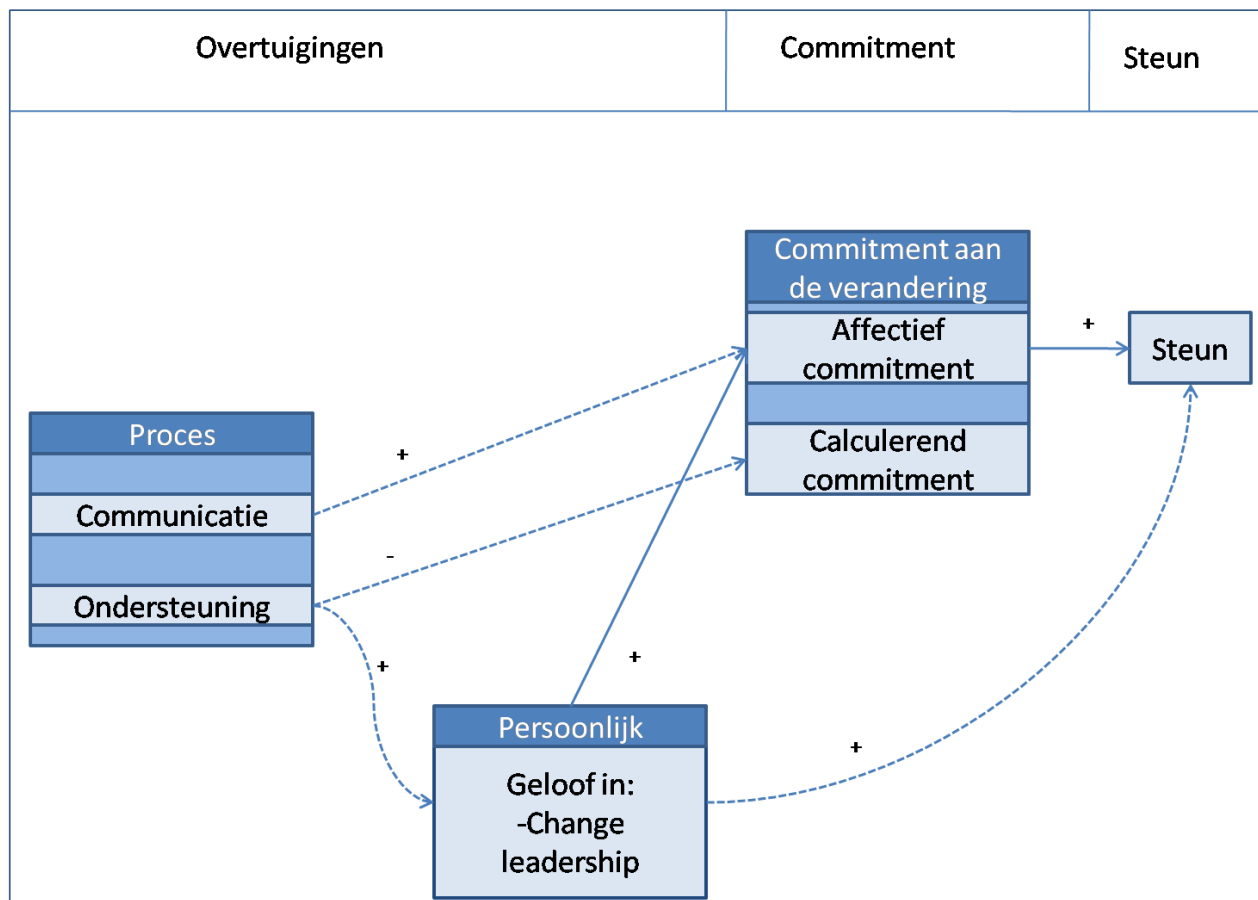 Overtuigingen
Commitment
Steun
Commitment aan
de verandering
Affectief
commitment
+
Steun
Calculerend
commitment
Proces
+
Communicatie
-
Ondersteuning
+
+
Persoonlijk
Geloof in:
-Change
leadership
+